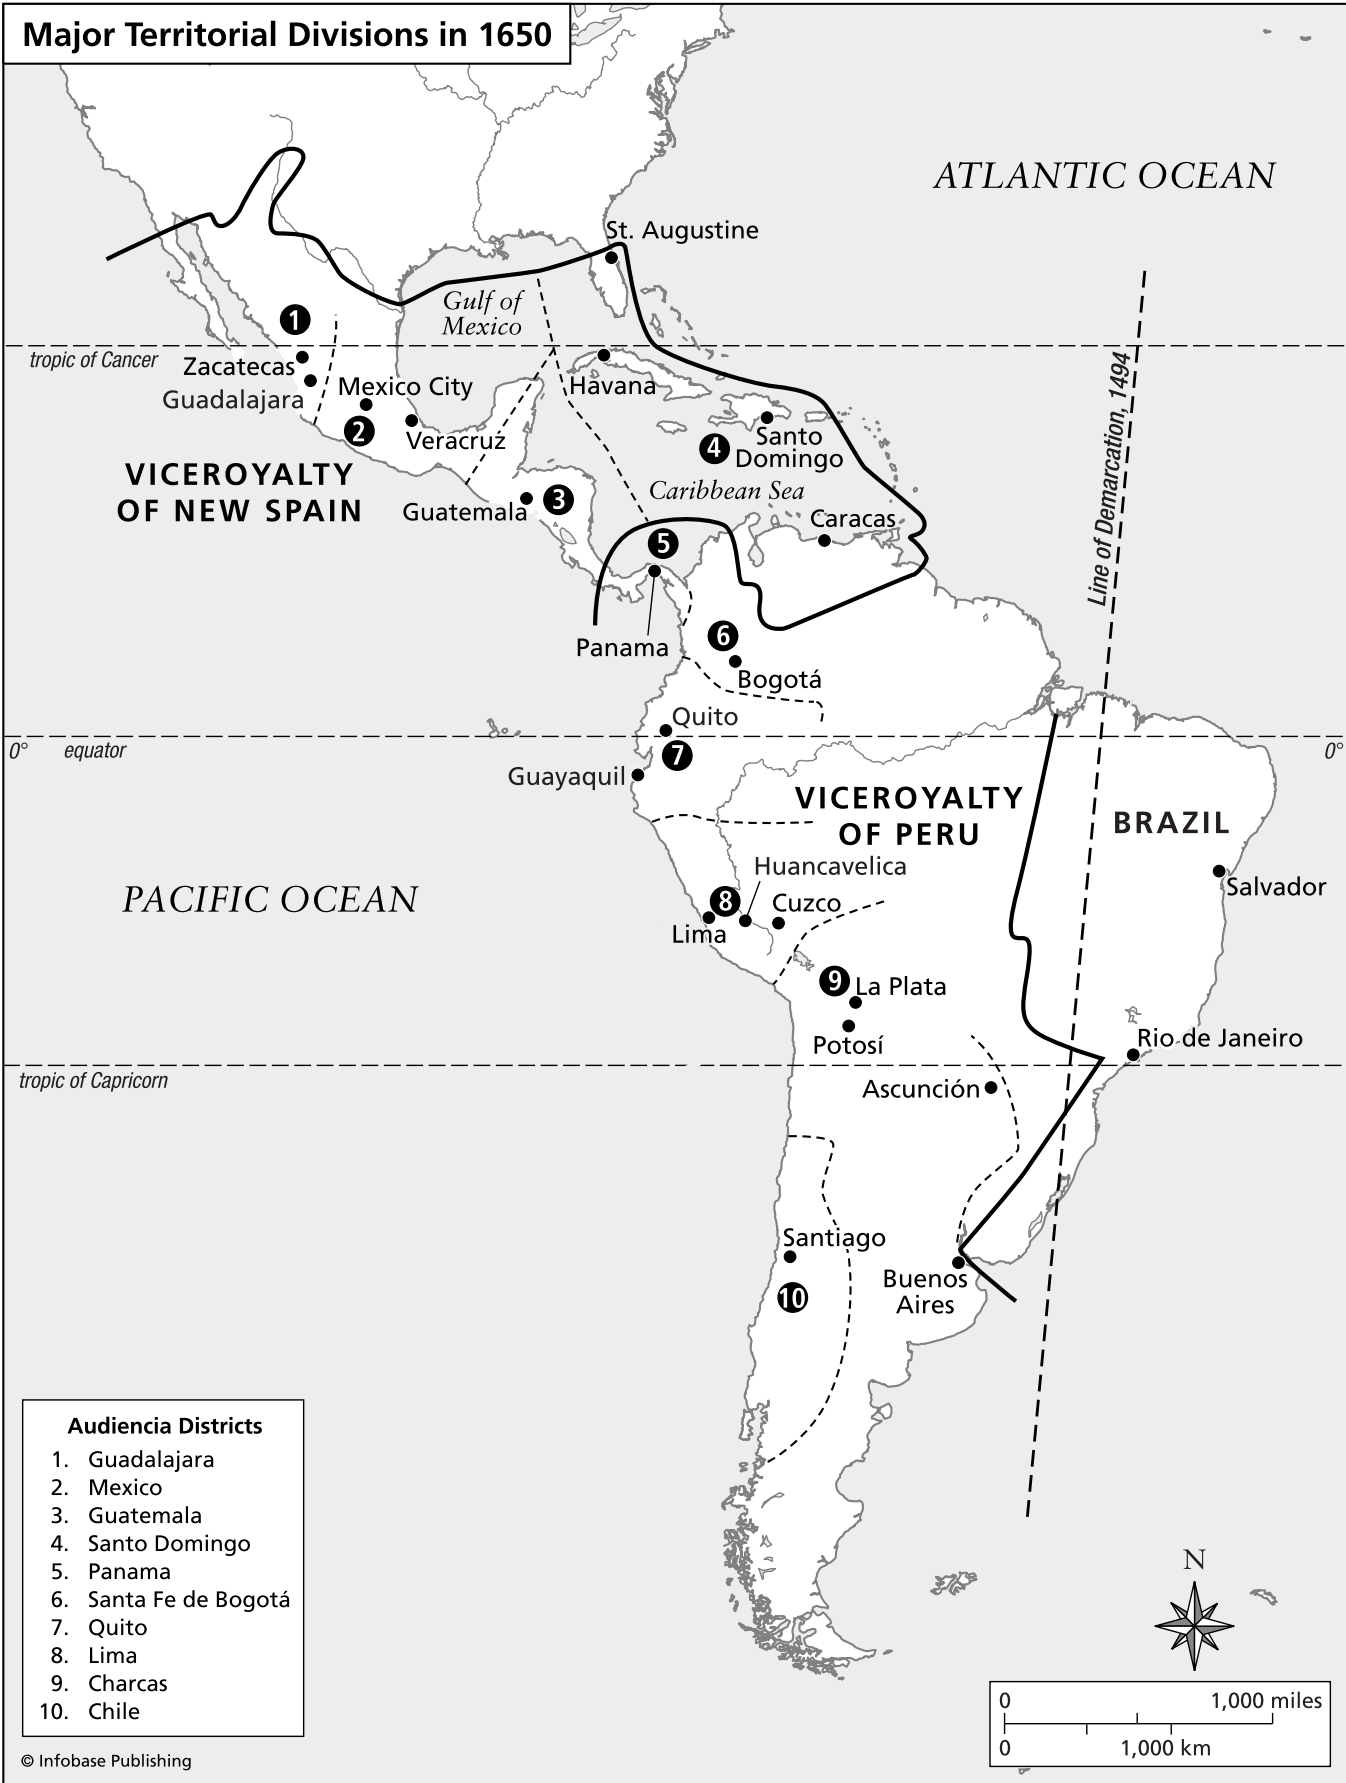 Major Territorial Divisions in 1650
ATLANTIC OCEAN
St. Augustine
Gulf of
Mexico
1
tropic of Cancer
Zacatecas
Guadalajara
Mexico City
Havana
2
Veracruz
4
Santo
Domingo
VICEROYALTY
OF NEW SPAIN
Caribbean Sea
Guatemala
3
Caracas
5
Line of Demarcation, 1494
Panama
6
Bogotá
Quito
0°
equator
0°
7
Guayaquil
VICEROYALTY
OF PERU
BRAZIL
Huancavelica
Salvador
PACIFIC OCEAN
8
Cuzco
Lima
9
La Plata
Potosí
Rio de Janeiro
tropic of Capricorn
Ascunción
Santiago
Buenos
Aires
10
Audiencia Districts
1. Guadalajara
2. Mexico
3. Guatemala
4. Santo Domingo
5. Panama
6. Santa Fe de Bogotá
7. Quito
8. Lima
9. Charcas
10. Chile
N
0 1,000 miles
0 1,000 km
© Infobase Publishing